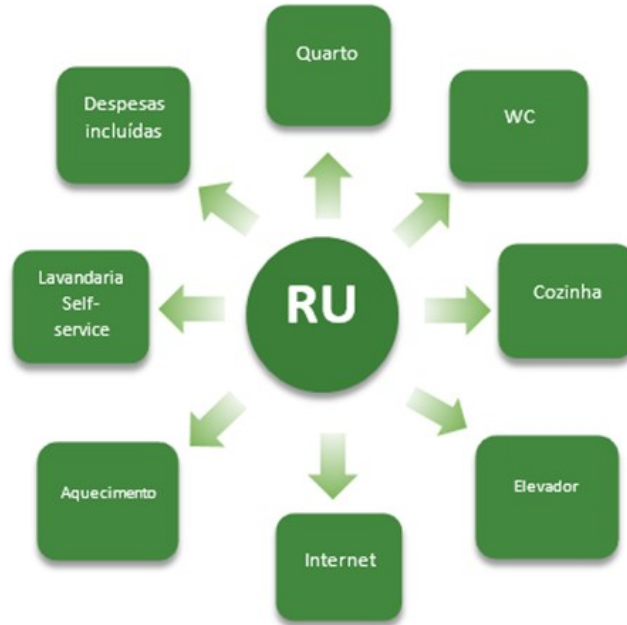 Quarto
Despesas
incluídas
WC
Lavandaria
Self-
service
RU
Cozinha
Aquecimento
Elevador
Internet